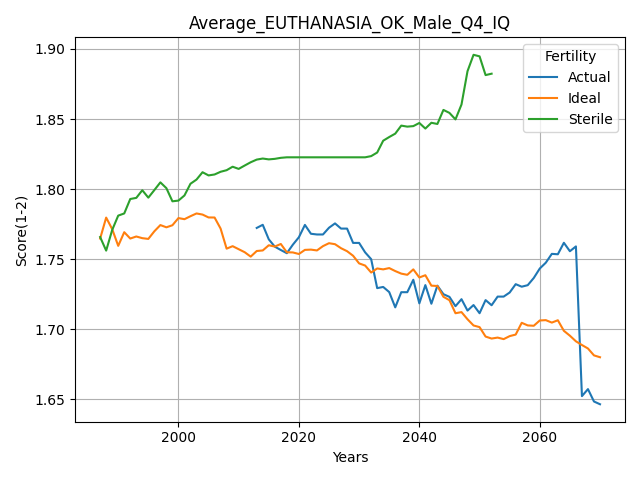 Average_EUTHANASIA_OK_Male_Q4_IQ
Fertility
Actual
Ideal
Sterile
Score(1-2)
1.90
1.85
1.80
1.75
1.70
1.65
2000
2020
2040
2060
Years